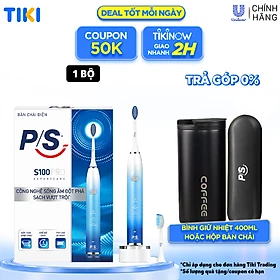 TIKI
DEAL TỐT MỖI NGÀY
COUPON
50K
TIKINOW
GIAO NHANH 2H
Unilever
CHÍNH HÃNG
1 BỘ
TRẢ GÓP 0%
BÀN CHẢI ĐIỆN
P/S
S100 PRO
CÔNG NGHỆ SÓNG ÂM ĐỘT PHÁ
SẠCH VƯỢT TRỘI
P/S
COFFEE
BÌNH GIỮ NHIỆT 400ML
HOẶC HỘP BÀN CHẢI
*Chỉ áp dụng cho đơn hàng Tiki Trading
*Số lượng quà tặng/coupon có hạn